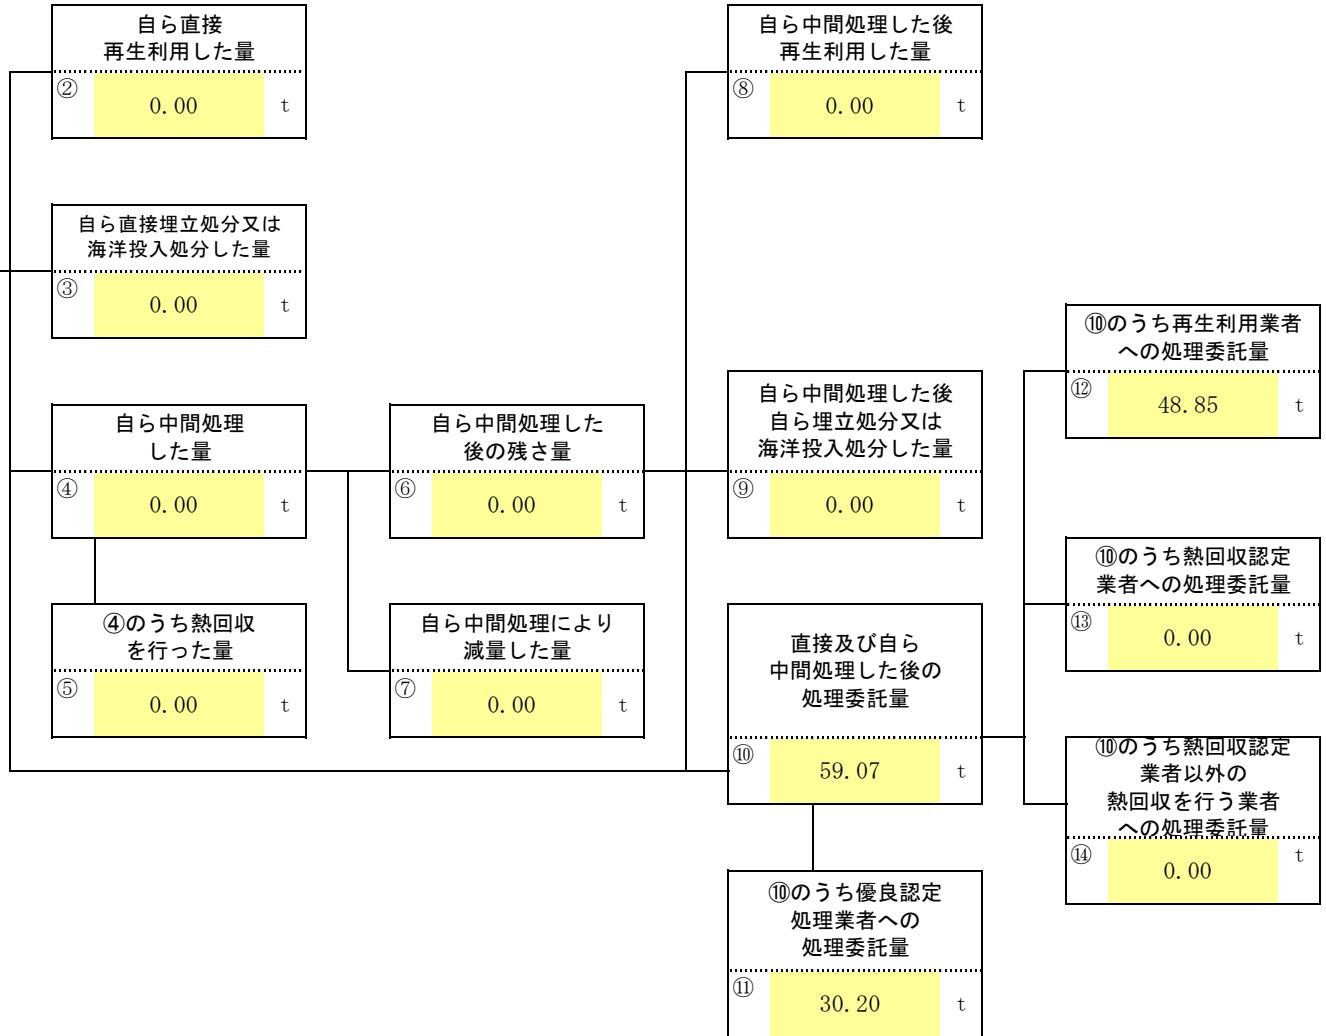 自ら直接
再生利用した量
② 0.00 t
自ら中間処理した後
再生利用した量
⑧ 0.00 t
自ら直接埋立処分又は
海洋投入処分した量
③ 0.00 t
⑩のうち再生利用業者
への処理委託量
⑫ 48.85 t
自ら中間処理
した量
④ 0.00 t
自ら中間処理した
後の残さ量
⑥ 0.00 t
自ら中間処理した後
自ら埋立処分又は
海洋投入処分した量
⑨ 0.00 t
⑩のうち熱回収認定
業者への処理委託量
⑬ 0.00 t
④のうち熱回収
を行った量
⑤ 0.00 t
自ら中間処理により
減量した量
⑦ 0.00 t
直接及び自ら
中間処理した後の
処理委託量
⑩ 59.07 t
⑩のうち熱回収認定
業者以外の
熱回収を行う業者
への処理委託量
⑭ 0.00 t
⑩のうち優良認定
処理業者への
処理委託量
⑪ 30.20 t